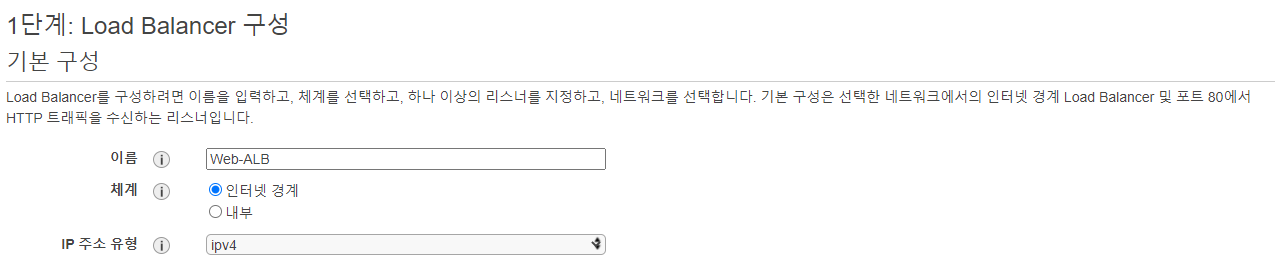 1단계: Load Balancer 구성
기본 구성
Load Balancer를 구성하려면 이름을 입력하고, 체계를 선택하고, 하나 이상의 리스너를 지정하고, 네트워크를 선택합니다. 기본 구성은 선택한 네트워크에서의 인터넷 경계 Load Balancer 및 포트 80에서
HTTP 트래픽을 수신하는 리스너입니다.
이름 i Web-ALB
체계 i 인터넷 경계
내부
IP 주소 유형 i ipv4